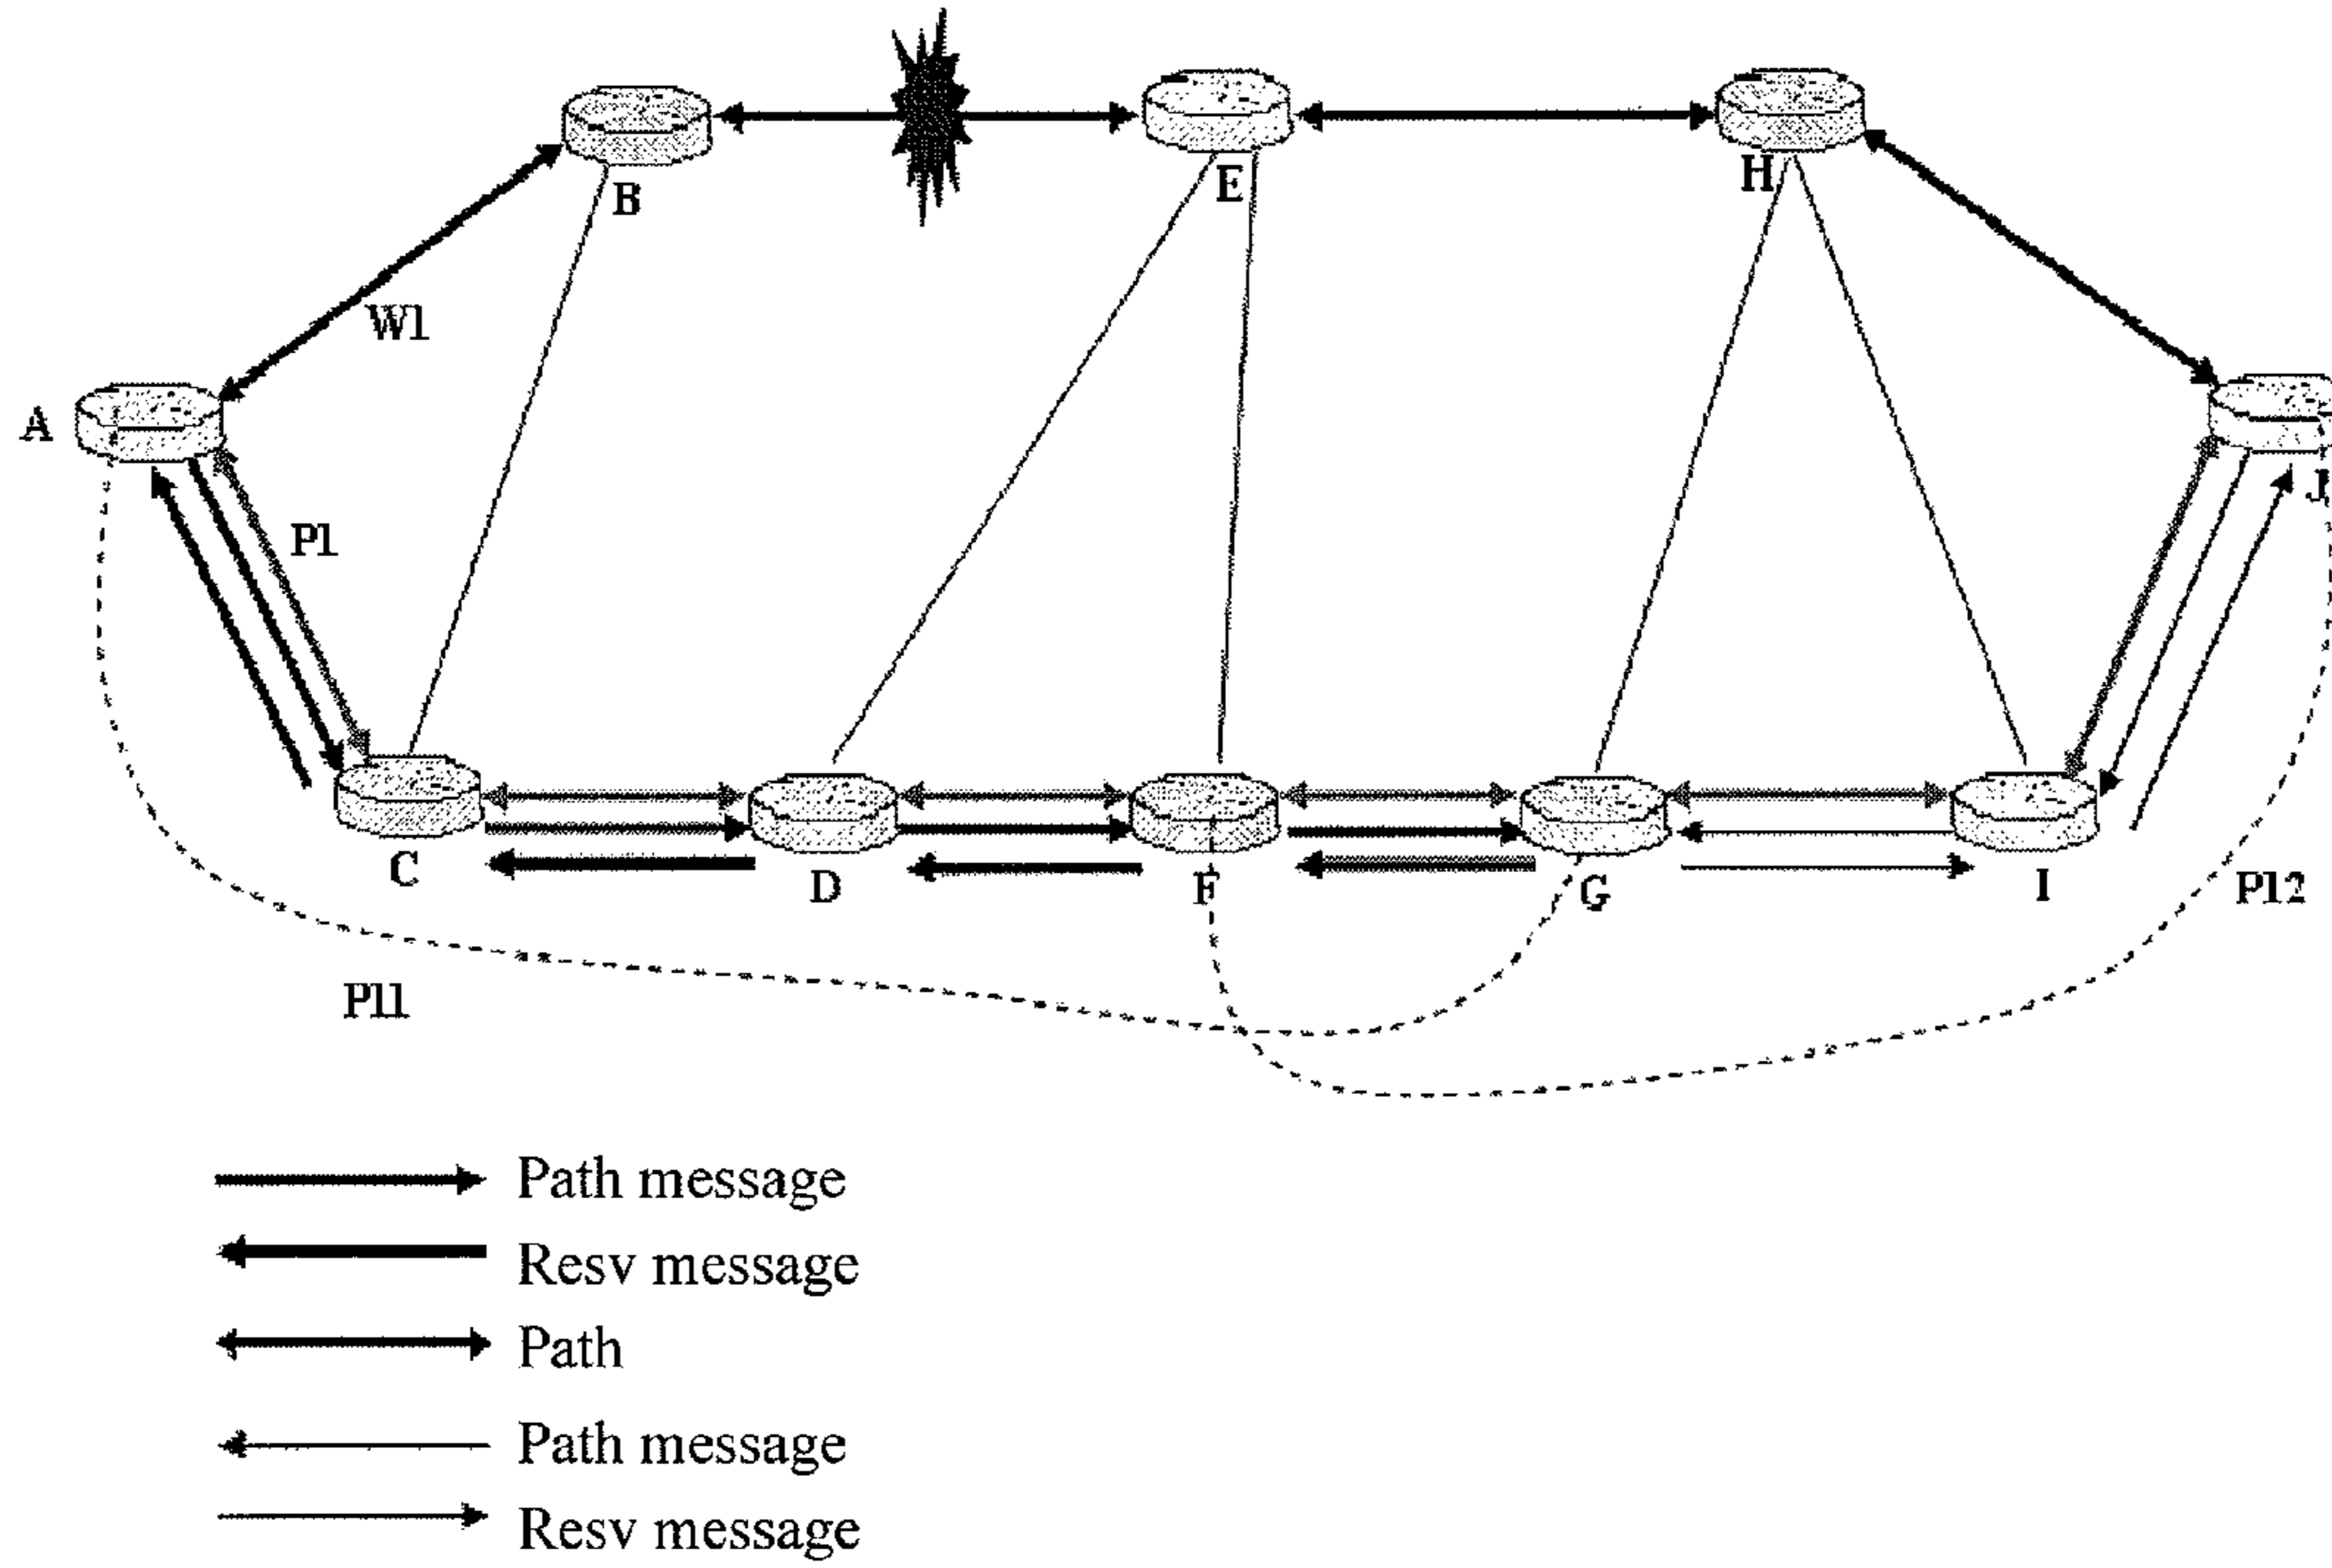 B
E
H
W1
A
P1
J
C
D
F
G
I
P12
P11
Path message
Resv message
Path
Path message
Resv message